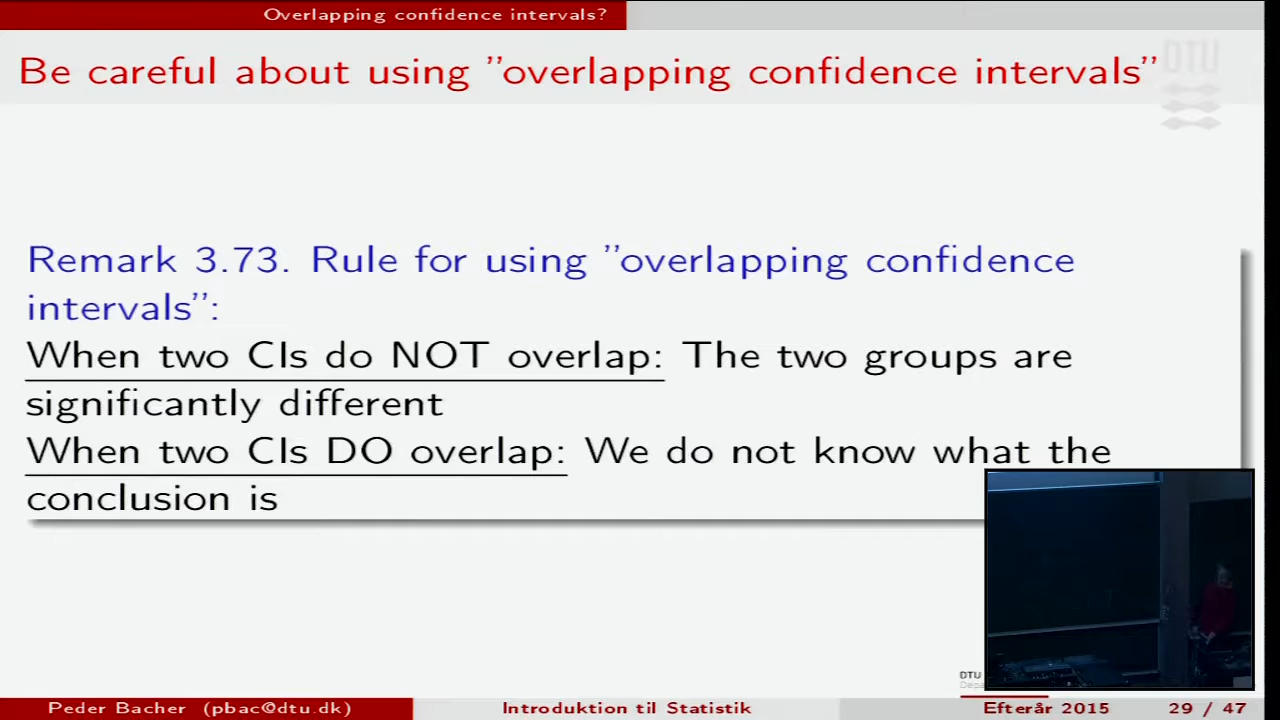 Overlapping confidence intervals?
Be careful about using ”overlapping confidence intervals”
DTU
Remark 3.73. Rule for using ”overlapping confidence
intervals”:
When two CIs do NOT overlap: The two groups are
significantly different
When two CIs DO overlap: We do not know what the
conclusion is
DTU
Peder Bacher (pbac@dtu.dk)
Introduktion til Statistik
Efterår 2015
29 / 47